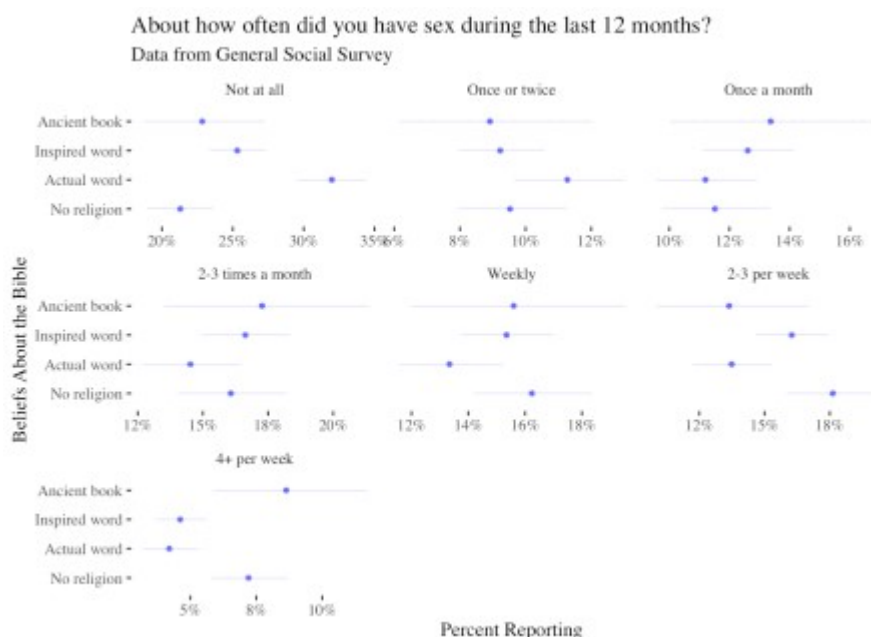 About how often did you have sex during the last 12 months?
Data from General Social Survey
Not at all
Once or twice
Once a month
Ancient book
Inspired word
Actual word
No religion
20% 25% 30% 35%
6% 8% 10% 12%
10% 12% 14% 16%
2-3 times a month
Weekly
2-3 per week
Ancient book
Inspired word
Actual word
No religion
12% 15% 18% 20%
12% 14% 16% 18%
12% 15% 18%
4+ per week
Ancient book
Inspired word
Actual word
No religion
5% 8% 10%
Beliefs About the Bible
Percent Reporting